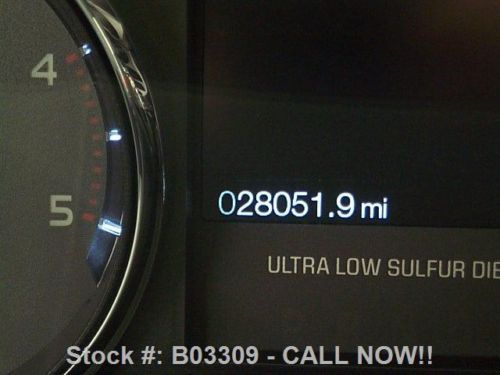 4
5
028051.9 mi
ULTRA LOW SULFUR DIE
Stock #: B03309 - CALL NOW!!